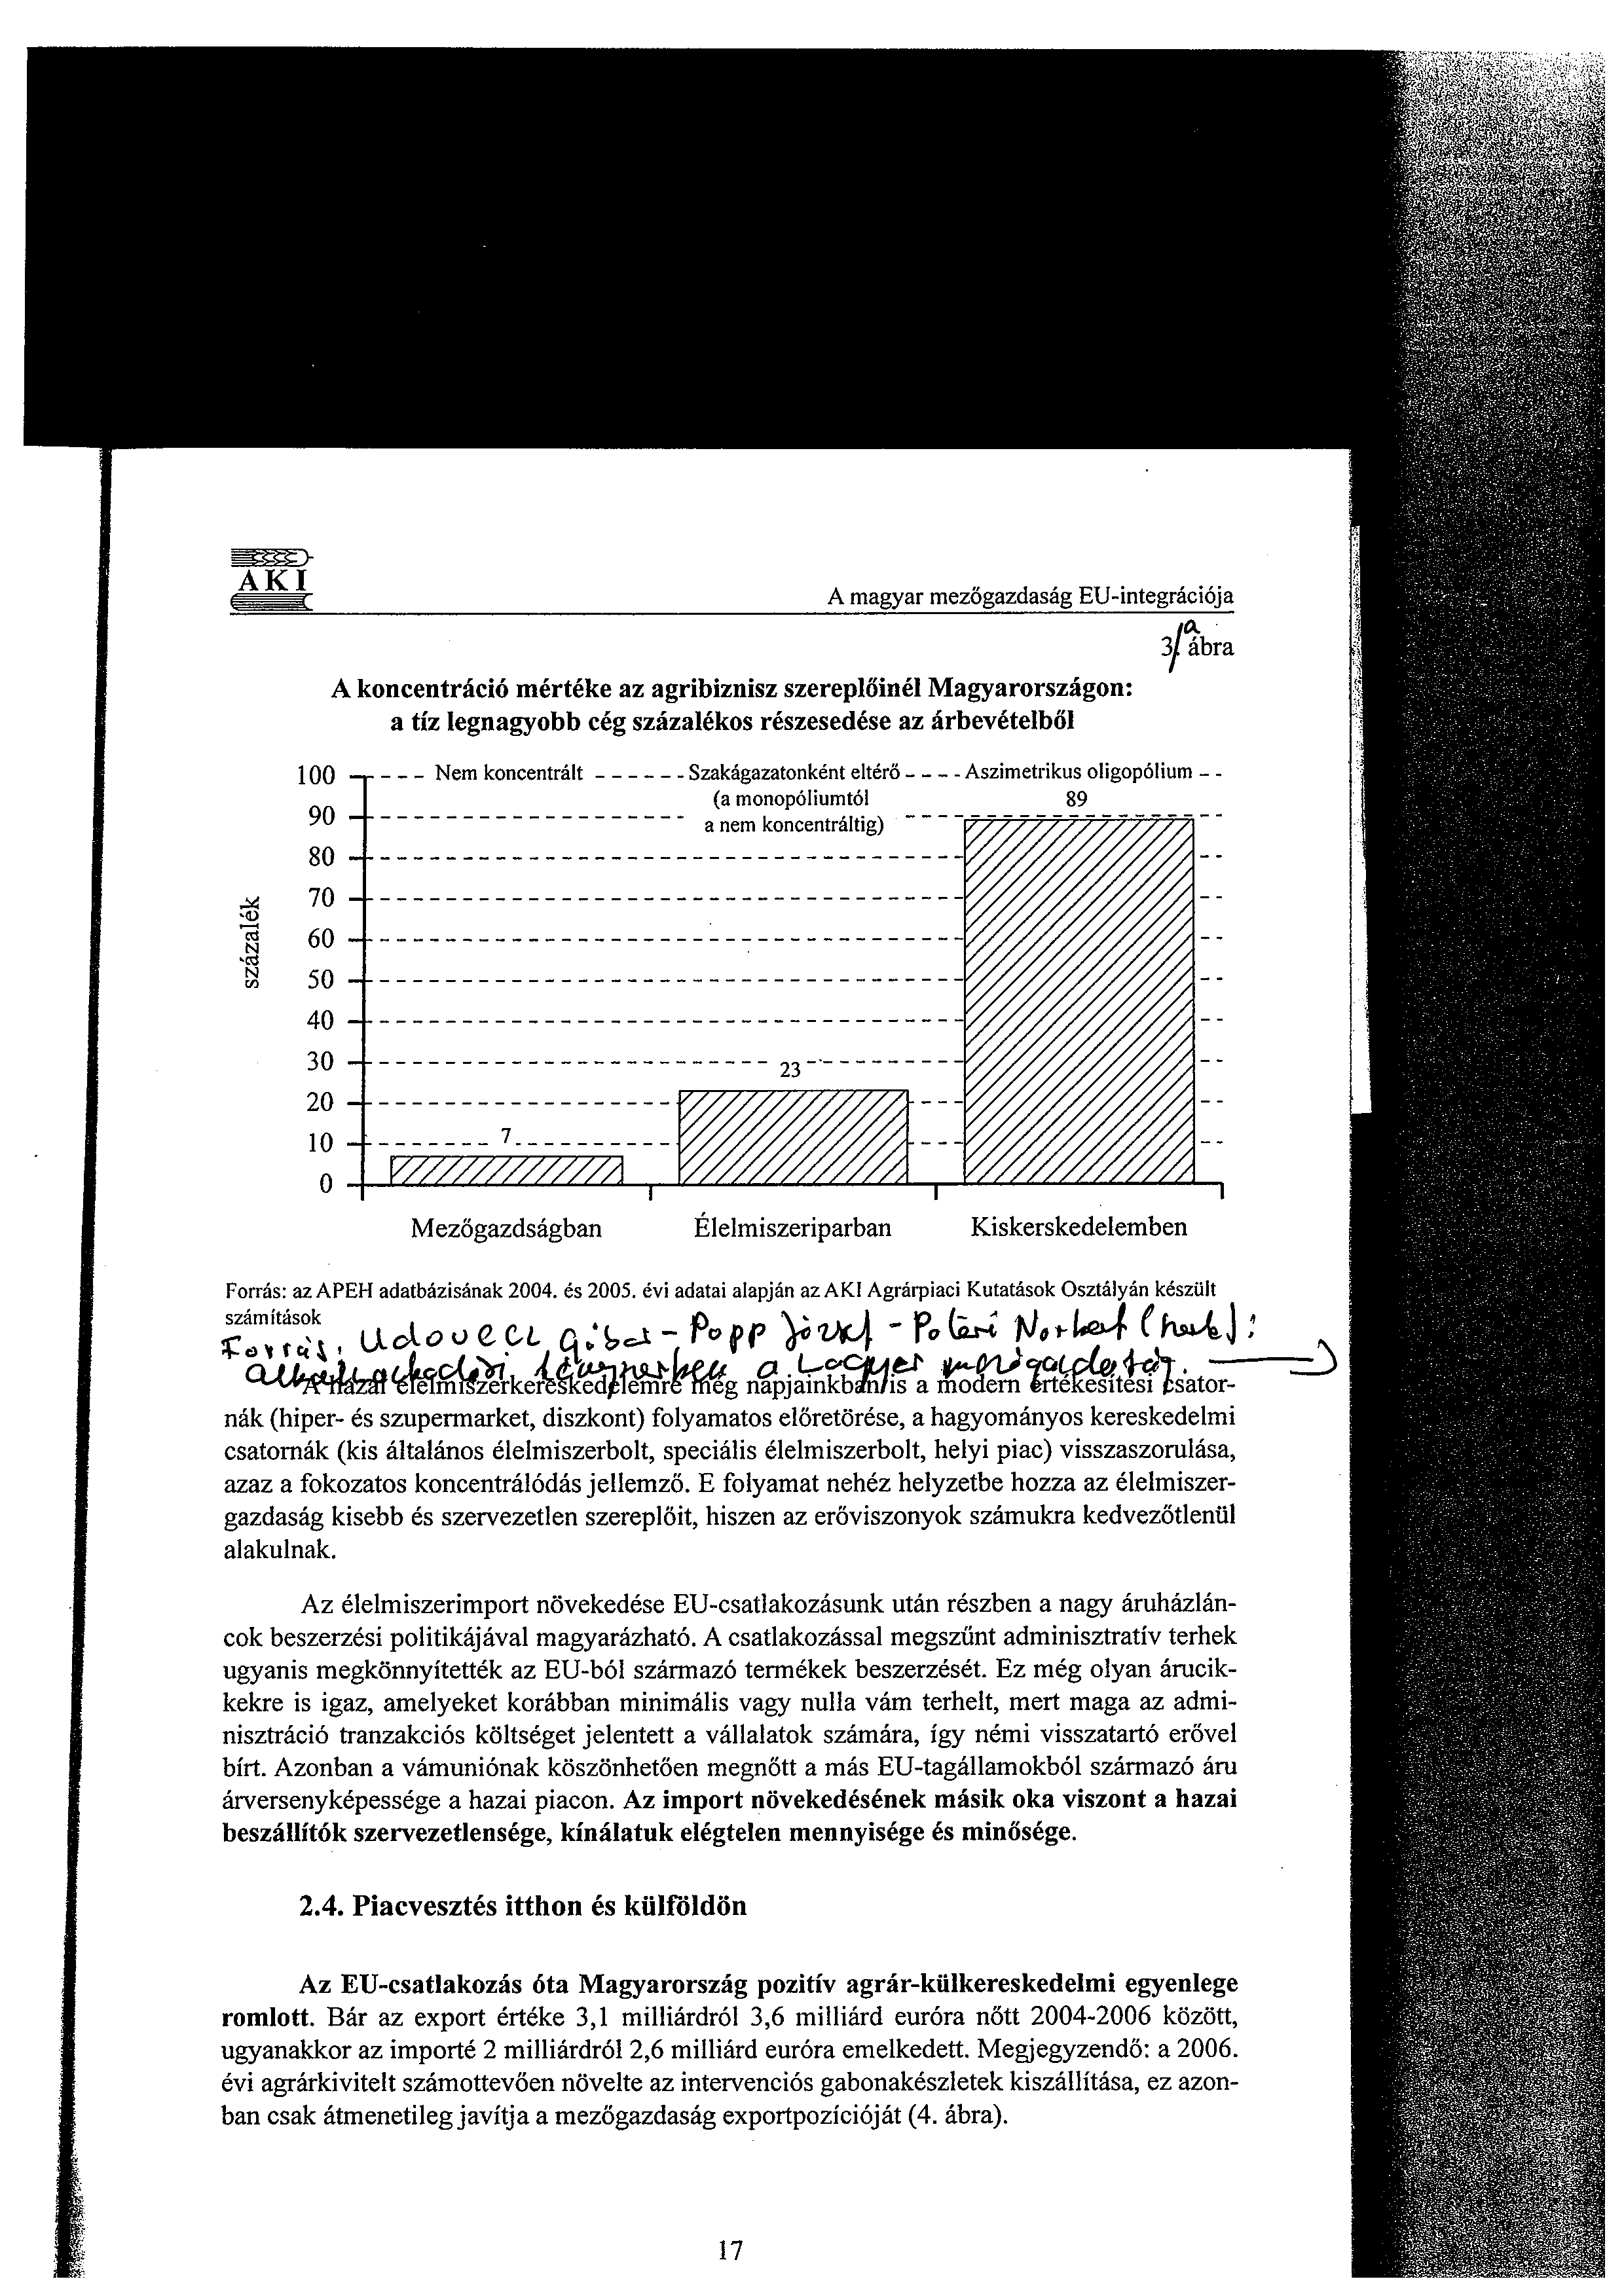 AKI
A magyar mezőgazdaság EU-integrációja
3/a ábra
A koncentráció mértéke az agribiznisz szereplőinél Magyarországon:
a tíz legnagyobb cég százalékos részesedése az árbevételből
százalék
100
90
80
70
60
50
40
30
20
10
0
Nem koncentrált
Szakágazatonként eltérő
(a monopóliumtól
a nem koncentráltig)
Aszimetrikus oligopólium
7
23
89
Mezőgazdságban Élelmiszeriparban Kiskerskedelemben
Forrás: az APEH adatbázisának 2004. és 2005. évi adatai alapján az AKI Agrárpiaci Kutatások Osztályán készült
számítások
Forrás: Udovecz Gábor - Popp József - Potori Norbert (szerk.):
A hazai élelmiszerkereskedelemre még napjainkban is a modern értékesítési csator-
nák (hiper- és szupermarket, diszkont) folyamatos előretörése, a hagyományos kereskedelmi
csatornák (kis általános élelmiszerbolt, speciális élelmiszerbolt, helyi piac) visszaszorulása,
azaz a fokozatos koncentrálódás jellemző. E folyamat nehéz helyzetbe hozza az élelmiszer-
gazdaság kisebb és szervezetlen szereplőit, hiszen az erőviszonyok számukra kedvezőtlenül
alakulnak.
Az élelmiszerimport növekedése EU-csatlakozásunk után részben a nagy áruházlán-
cok beszerzési politikájával magyarázható. A csatlakozással megszűnt adminisztratív terhek
ugyanis megkönnyítették az EU-ból származó termékek beszerzését. Ez még olyan árucik-
kekre is igaz, amelyeket korábban minimális vagy nulla vám terhelt, mert maga az admi-
nisztráció tranzakciós költséget jelentett a vállalatok számára, így némi visszatartó erővel
bírt. Azonban a vámuniónak köszönhetően megnőtt a más EU-tagállamokból származó áru
árversenyképessége a hazai piacon. Az import növekedésének másik oka viszont a hazai
beszállítók szervezetlensége, kínálatuk elégtelen mennyisége és minősége.
2.4. Piacvesztés itthon és külföldön
Az EU-csatlakozás óta Magyarország pozitív agrár-külkereskedelmi egyenlege
romlott. Bár az export értéke 3,1 milliárdról 3,6 milliárd euróra nőtt 2004-2006 között,
ugyanakkor az importé 2 milliárdról 2,6 milliárd euróra emelkedett. Megjegyzendő: a 2006.
évi agrárkivitelt számottevően növelte az intervenciós gabonakészletek kiszállítása, ez azon-
ban csak átmenetileg javítja a mezőgazdaság exportpozícióját (4. ábra).
17